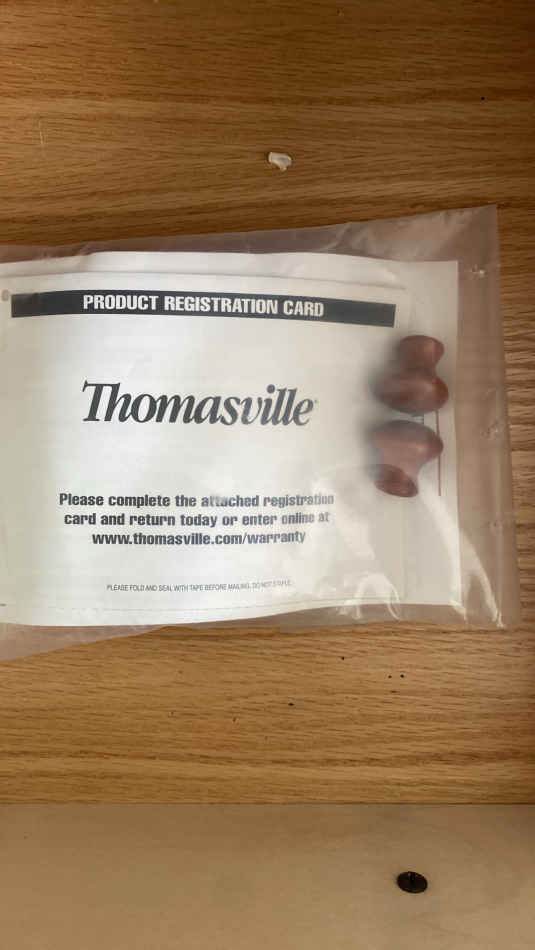 PRODUCT REGISTRATION CARD
Thomasville
Please complete the attached registration
card and return today or enter online at
www.thomasville.com/warranty
PLEASE FOLD AND SEAL WITH TAPE BEFORE MAILING. DO NOT STAPLE.